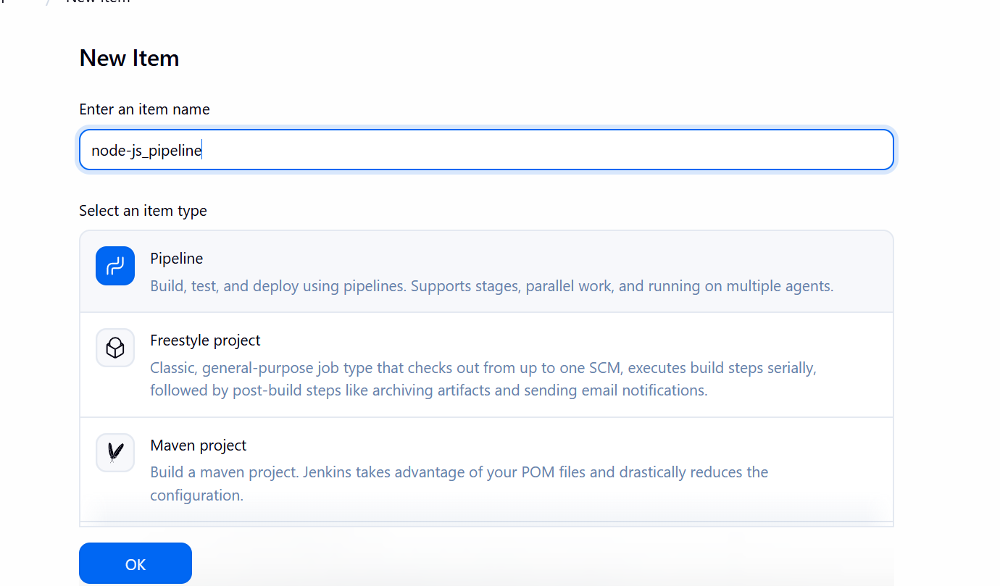 New Item
New Item
Enter an item name
node-js_pipeline
Select an item type
Pipeline
Build, test, and deploy using pipelines. Supports stages, parallel work, and running on multiple agents.
Freestyle project
Classic, general-purpose job type that checks out from up to one SCM, executes build steps serially,
followed by post-build steps like archiving artifacts and sending email notifications.
Maven project
Build a maven project. Jenkins takes advantage of your POM files and drastically reduces the
configuration.
OK